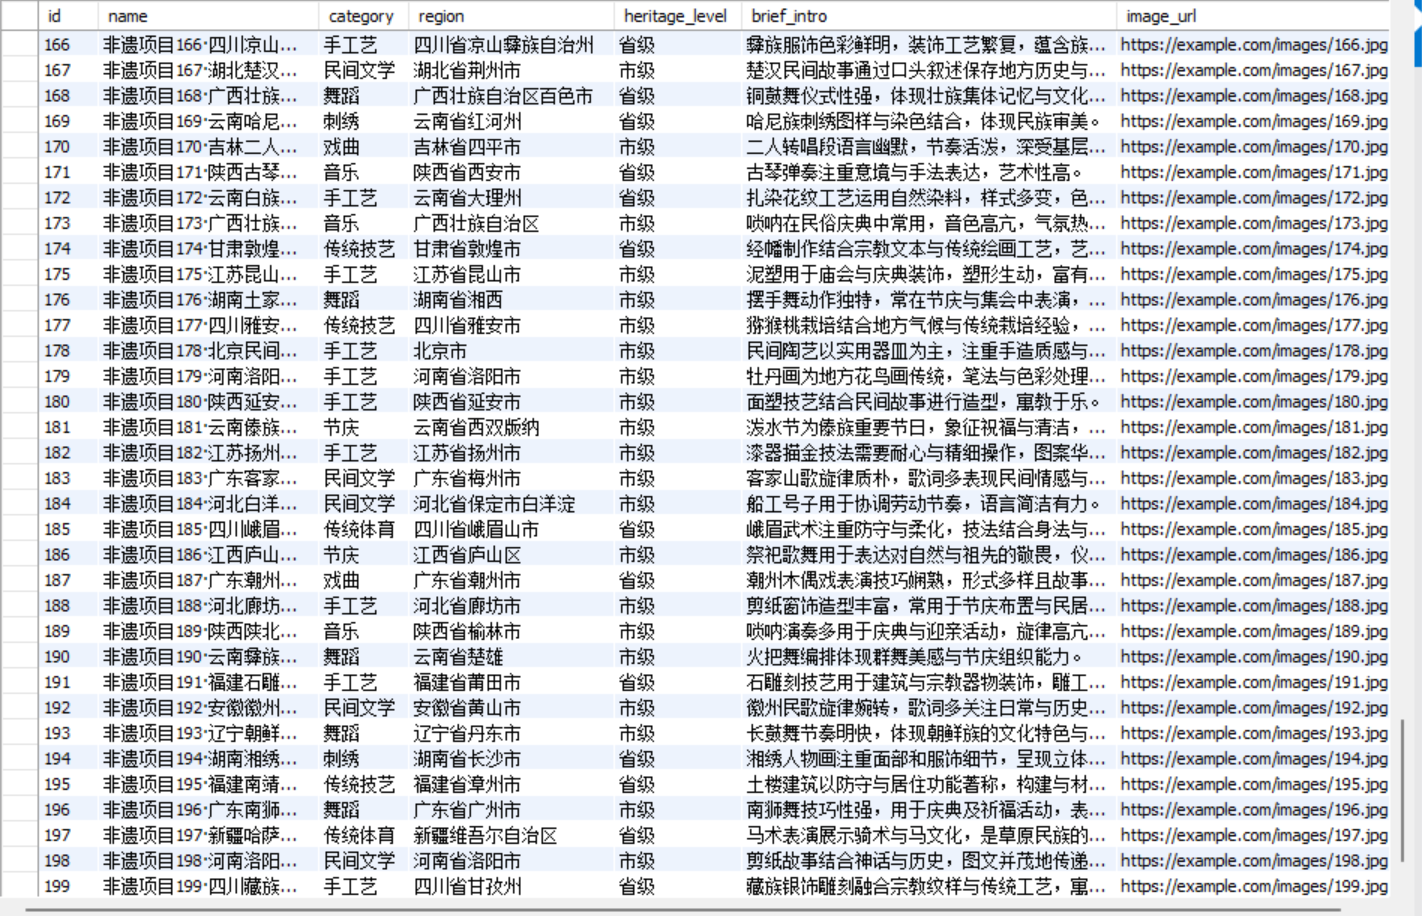 id name category region heritage_level brief_intro image_url
166 非遗项目166·四川凉山... 手工艺 四川省凉山彝族自治州 省级 彝族服饰色彩鲜明，装饰工艺繁复，蕴含族... https://example.com/images/166.jpg
167 非遗项目167·湖北楚汉... 民间文学 湖北省荆州市 市级 楚汉民间故事通过口头叙述保存地方历史与... https://example.com/images/167.jpg
168 非遗项目168·广西壮族... 舞蹈 广西壮族自治区百色市 省级 铜鼓舞仪式性强，体现壮族集体记忆与文化... https://example.com/images/168.jpg
169 非遗项目169·云南哈尼... 刺绣 云南省红河州 省级 哈尼族刺绣图样与染色结合，体现民族审美。 https://example.com/images/169.jpg
170 非遗项目170·吉林二人... 戏曲 吉林省四平市 市级 二人转唱段语言幽默，节奏活泼，深受基层... https://example.com/images/170.jpg
171 非遗项目171·陕西古琴... 音乐 陕西省西安市 省级 古琴弹奏注重意境与手法表达，艺术性高。 https://example.com/images/171.jpg
172 非遗项目172·云南白族... 手工艺 云南省大理州 省级 扎染花纹工艺运用自然染料，样式多变，色... https://example.com/images/172.jpg
173 非遗项目173·广西壮族... 音乐 广西壮族自治区 市级 唢呐在民俗庆典中常用，音色高亢，气氛热... https://example.com/images/173.jpg
174 非遗项目174·甘肃敦煌... 传统技艺 甘肃省敦煌市 省级 经幡制作结合宗教文本与传统绘画工艺，艺... https://example.com/images/174.jpg
175 非遗项目175·江苏昆山... 手工艺 江苏省昆山市 市级 泥塑用于庙会与庆典装饰，塑形生动，富有... https://example.com/images/175.jpg
176 非遗项目176·湖南土家... 舞蹈 湖南省湘西 市级 摆手舞动作独特，常在节庆与集会中表演，... https://example.com/images/176.jpg
177 非遗项目177·四川雅安... 传统技艺 四川省雅安市 市级 猕猴桃栽培结合地方气候与传统栽培经验，... https://example.com/images/177.jpg
178 非遗项目178·北京民间... 手工艺 北京市 市级 民间陶艺以实用器皿为主，注重手造质感与... https://example.com/images/178.jpg
179 非遗项目179·河南洛阳... 手工艺 河南省洛阳市 市级 牡丹画为地方花鸟画传统，笔法与色彩处理... https://example.com/images/179.jpg
180 非遗项目180·陕西延安... 手工艺 陕西省延安市 市级 面塑技艺结合民间故事进行造型，寓教于乐。 https://example.com/images/180.jpg
181 非遗项目181·云南傣族... 节庆 云南省西双版纳 市级 泼水节为傣族重要节日，象征祝福与清洁，... https://example.com/images/181.jpg
182 非遗项目182·江苏扬州... 手工艺 江苏省扬州市 市级 漆器描金技法需要耐心与精细操作，图案华... https://example.com/images/182.jpg
183 非遗项目183·广东客家... 民间文学 广东省梅州市 市级 客家山歌旋律质朴，歌词多表现民间情感与... https://example.com/images/183.jpg
184 非遗项目184·河北白洋... 民间文学 河北省保定市白洋淀 市级 船工号子用于协调劳动节奏，语言简洁有力。 https://example.com/images/184.jpg
185 非遗项目185·四川峨眉... 传统体育 四川省峨眉山市 省级 峨眉武术注重防守与柔化，技法结合身法与... https://example.com/images/185.jpg
186 非遗项目186·江西庐山... 节庆 江西省庐山区 市级 祭祀歌舞用于表达对自然与祖先的敬畏，仪... https://example.com/images/186.jpg
187 非遗项目187·广东潮州... 戏曲 广东省潮州市 省级 潮州木偶戏表演技巧娴熟，形式多样且故事... https://example.com/images/187.jpg
188 非遗项目188·河北廊坊... 手工艺 河北省廊坊市 市级 剪纸窗饰造型丰富，常用于节庆布置与民居... https://example.com/images/188.jpg
189 非遗项目189·陕西陕北... 音乐 陕西省榆林市 市级 唢呐演奏多用于庆典与迎亲活动，旋律高亢... https://example.com/images/189.jpg
190 非遗项目190·云南彝族... 舞蹈 云南省楚雄 市级 火把舞编排体现群舞美感与节庆组织能力。 https://example.com/images/190.jpg
191 非遗项目191·福建石雕... 手工艺 福建省莆田市 省级 石雕刻技艺用于建筑与宗教器物装饰，雕工... https://example.com/images/191.jpg
192 非遗项目192·安徽徽州... 民间文学 安徽省黄山市 市级 徽州民歌旋律婉转，歌词多关注日常与历史... https://example.com/images/192.jpg
193 非遗项目193·辽宁朝鲜... 舞蹈 辽宁省丹东市 市级 长鼓舞节奏明快，体现朝鲜族的文化特色与... https://example.com/images/193.jpg
194 非遗项目194·湖南湘绣... 刺绣 湖南省长沙市 省级 湘绣人物画注重面部和服饰细节，呈现立体... https://example.com/images/194.jpg
195 非遗项目195·福建南靖... 传统技艺 福建省漳州市 省级 土楼建筑以防守与居住功能著称，构建与材... https://example.com/images/195.jpg
196 非遗项目196·广东南狮... 舞蹈 广东省广州市 市级 南狮舞技巧性强，用于庆典及祈福活动，表... https://example.com/images/196.jpg
197 非遗项目197·新疆哈萨... 传统体育 新疆维吾尔自治区 省级 马术表演展示骑术与马文化，是草原民族的... https://example.com/images/197.jpg
198 非遗项目198·河南洛阳... 民间文学 河南省洛阳市 市级 剪纸故事结合神话与历史，图文并茂地传递... https://example.com/images/198.jpg
199 非遗项目199·四川藏族... 手工艺 四川省甘孜州 省级 藏族银饰雕刻融合宗教纹样与传统工艺，寓... https://example.com/images/199.jpg